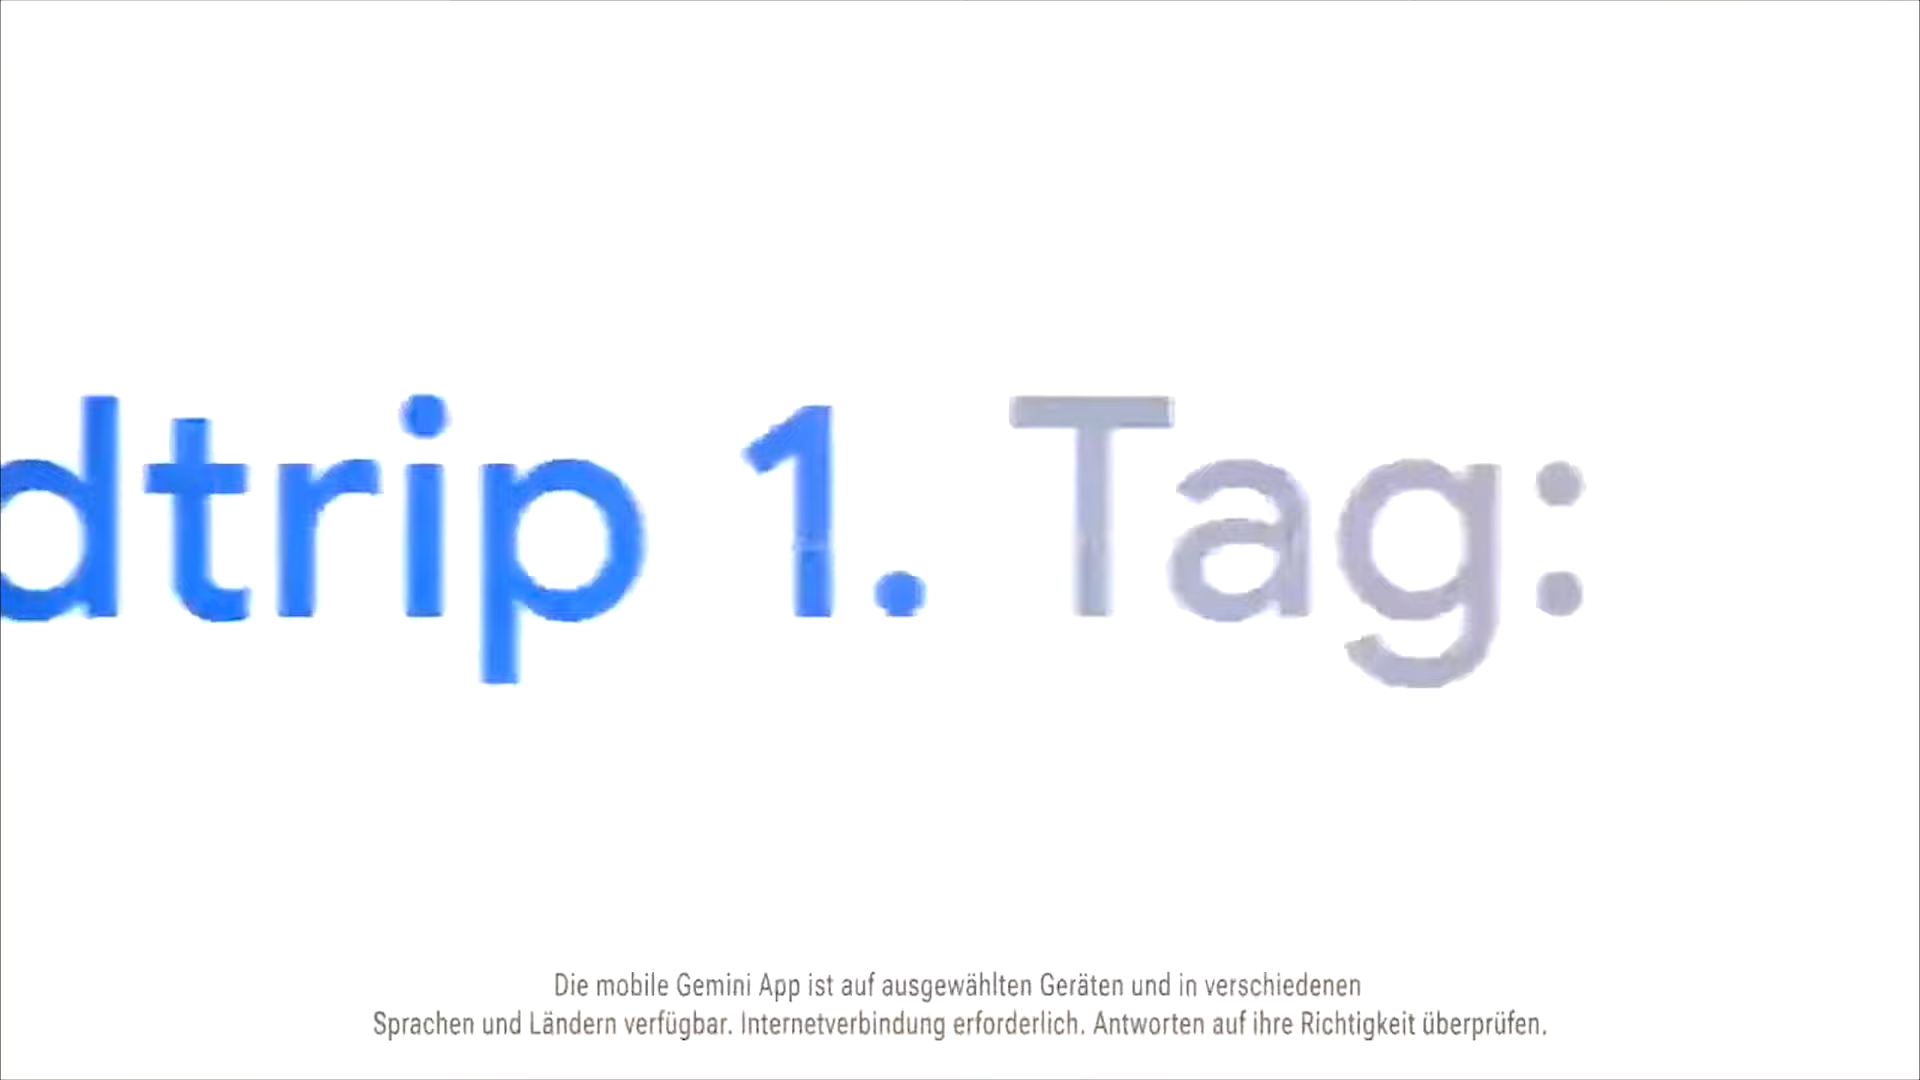 dtrip 1. Tag:
Die mobile Gemini App ist auf ausgewählten Geräten und in verschiedenen
Sprachen und Ländern verfügbar. Internetverbindung erforderlich. Antworten auf ihre Richtigkeit überprüfen.